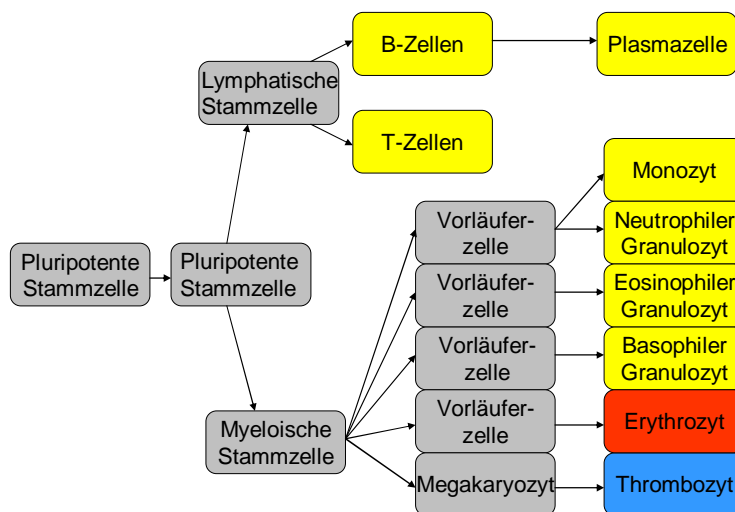 B-Zellen
Plasmazelle
Lymphatische
Stammzelle
T-Zellen
Monozyt
Vorläufer-
zelle
Neutrophiler
Granulozyt
Pluripotente
Stammzelle
Pluripotente
Stammzelle
Vorläufer-
zelle
Eosinophiler
Granulozyt
Vorläufer-
zelle
Basophiler
Granulozyt
Myeloische
Stammzelle
Vorläufer-
zelle
Erythrozyt
Megakaryozyt
Thrombozyt